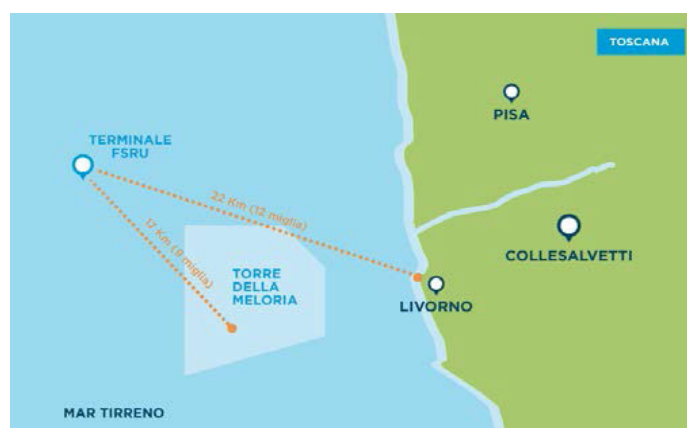 TOSCANA
PISA
TERMINALE
FSRU
22 Km (12 miglia)
17 Km (9 miglia)
COLLESALVETTI
TORRE
DELLA
MELORIA
LIVORNO
MAR TIRRENO